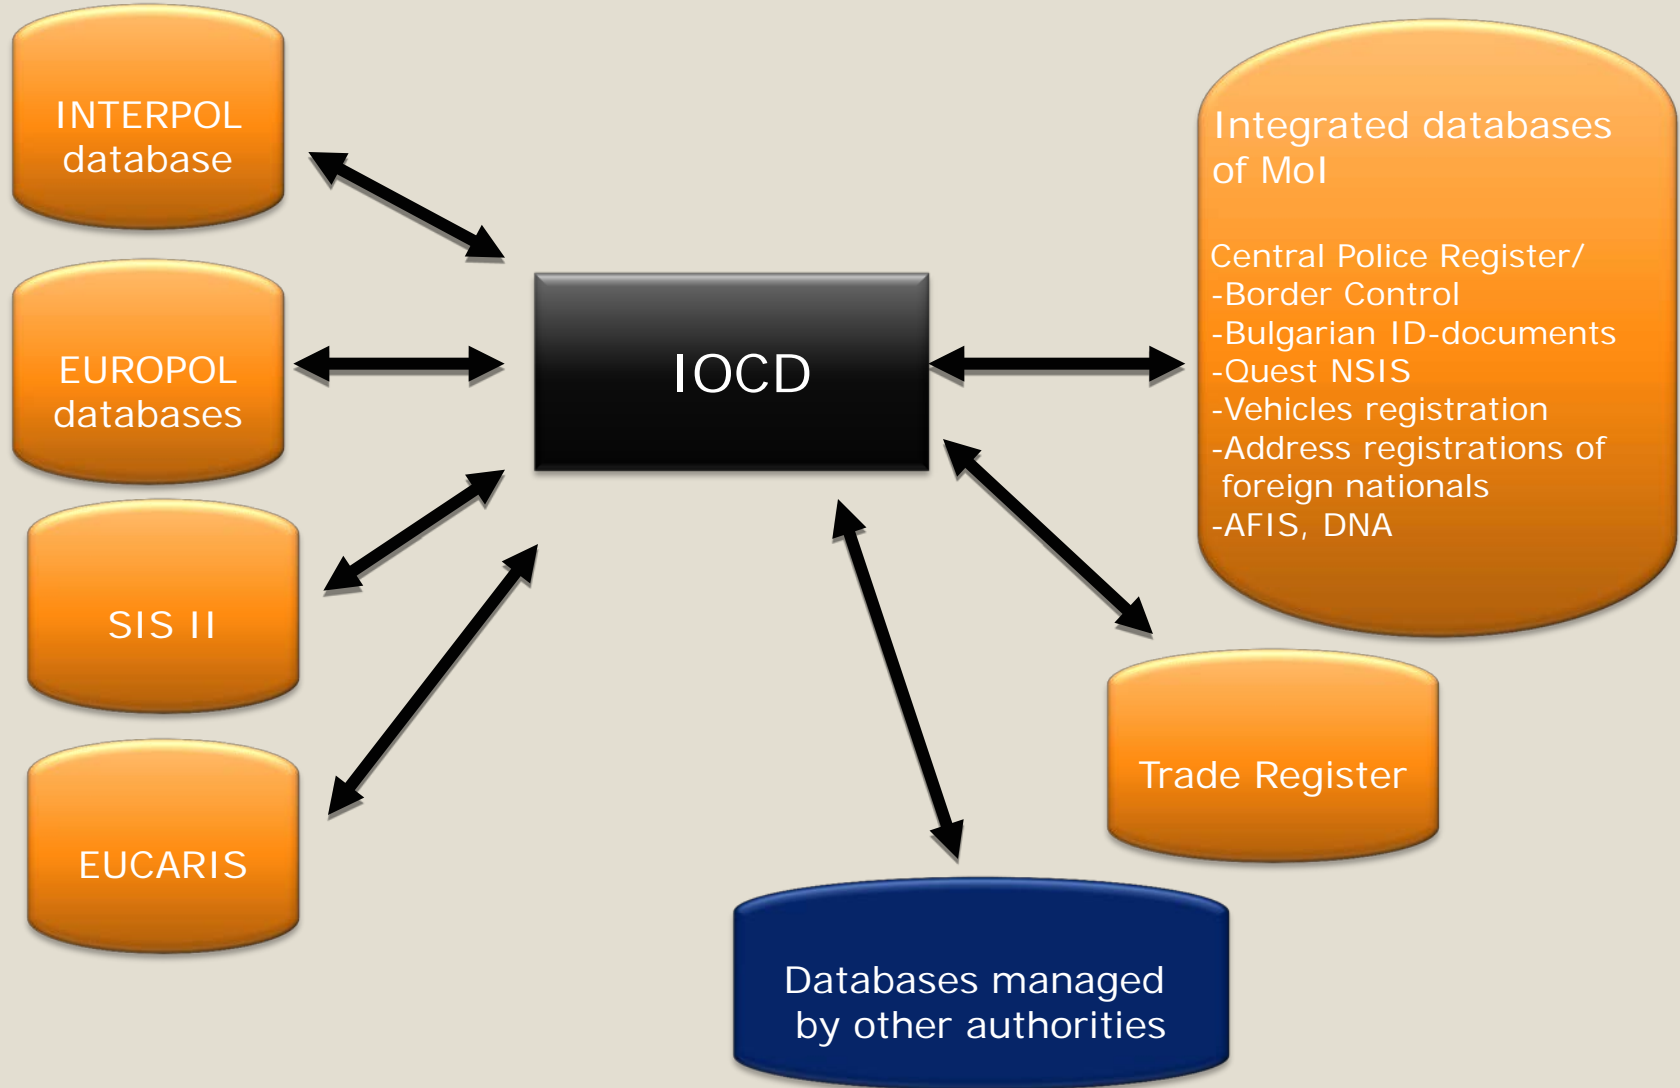 INTERPOL
database
EUROPOL
databases
SIS II
EUCARIS
IOCD
Integrated databases
of MoI
Central Police Register/
-Border Control
-Bulgarian ID-documents
-Quest NSIS
-Vehicles registration
-Address registrations of
foreign nationals
-AFIS, DNA
Trade Register
Databases managed
by other authorities